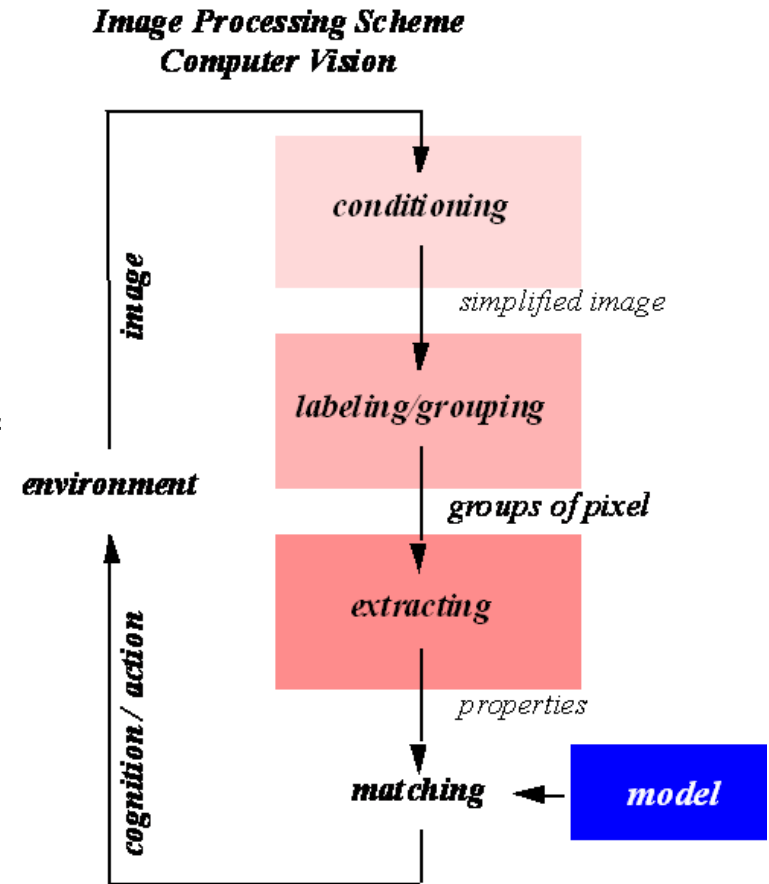 Image Processing Scheme
Computer Vision
conditioning
image
simplified image
labeling/grouping
environment
groups of pixel
extracting
cognition/ action
properties
matching
model